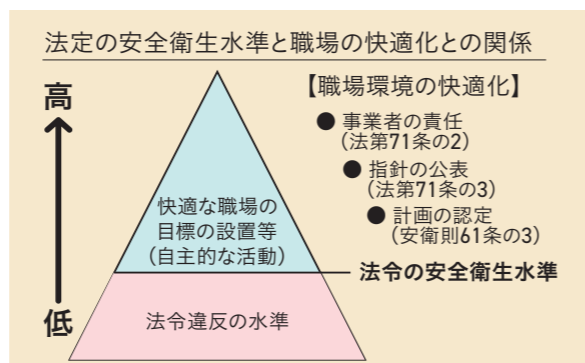 法定の安全衛生水準と職場の快適化との関係
高
低
【職場環境の快適化】
● 事業者の責任
(法第71条の2)
● 指針の公表
(法第71条の3)
● 計画の認定
(安衛則61条の3)
快適な職場の
目標の設置等
(自主的な活動)
法令の安全衛生水準
法令違反の水準